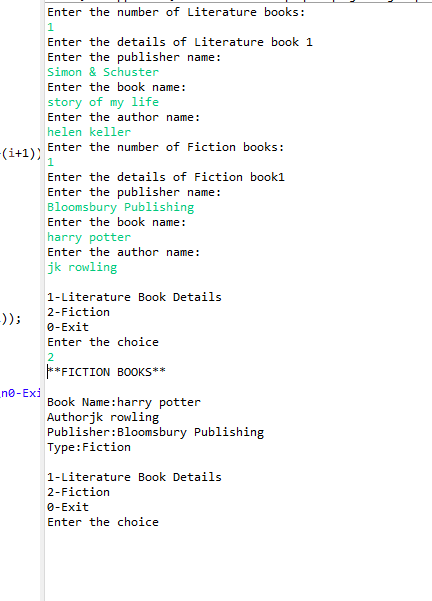 Enter the number of Literature books:
1
Enter the details of Literature book 1
Enter the publisher name:
Simon & Schuster
Enter the book name:
story of my life
Enter the author name:
helen keller
Enter the number of Fiction books:
(i+1))
1
Enter the details of Fiction book1
Enter the publisher name:
Bloomsbury Publishing
Enter the book name:
harry potter
Enter the author name:
jk rowling
1-Literature Book Details
2-Fiction
));
0-Exit
Enter the choice
2
**FICTION BOOKS**
n0-Exi
Book Name:harry potter
Authorjk rowling
Publisher:Bloomsbury Publishing
Type:Fiction
1-Literature Book Details
2-Fiction
0-Exit
Enter the choice